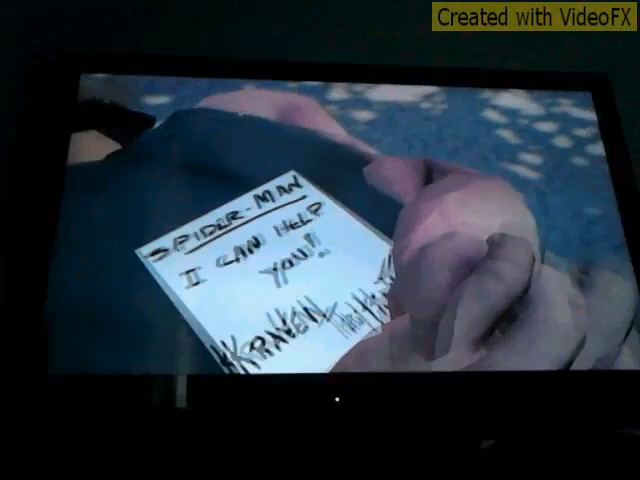 Created with VideoFX
SPIDER-MAN
I CAN HELP
YOU!!
KRAVEN